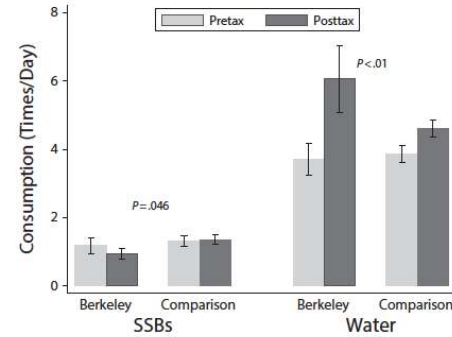 Pretax Posttax
Consumption (Times/Day)
8
6
4
2
0
P=.046
P<.01
Berkeley Comparison Berkeley Comparison
SSBs Water